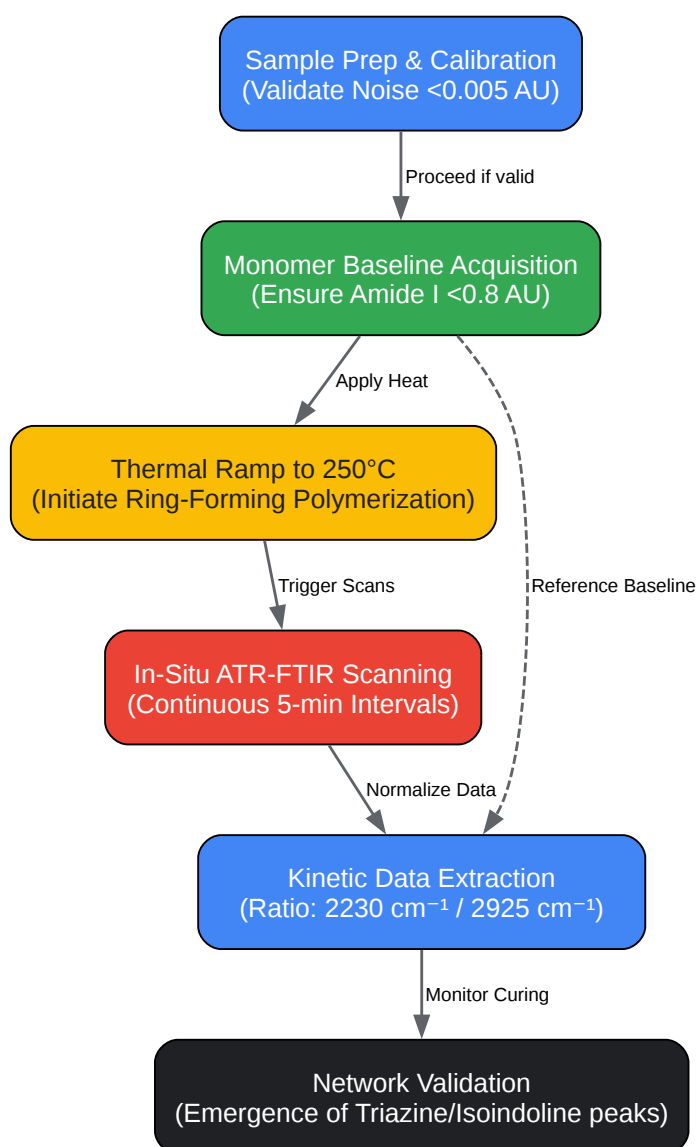 Sample Prep & Calibration
(Validate Noise <0.005 AU)
Proceed if valid
Monomer Baseline Acquisition
(Ensure Amide I <0.8 AU)
Apply Heat
Thermal Ramp to 250°C
(Initiate Ring-Forming Polymerization)
Trigger Scans
Reference Baseline
In-Situ ATR-FTIR Scanning
(Continuous 5-min Intervals)
Normalize Data
Kinetic Data Extraction
(Ratio: 2230 cm⁻¹ / 2925 cm⁻¹)
Monitor Curing
Network Validation
(Emergence of Triazine/Isoindoline peaks)